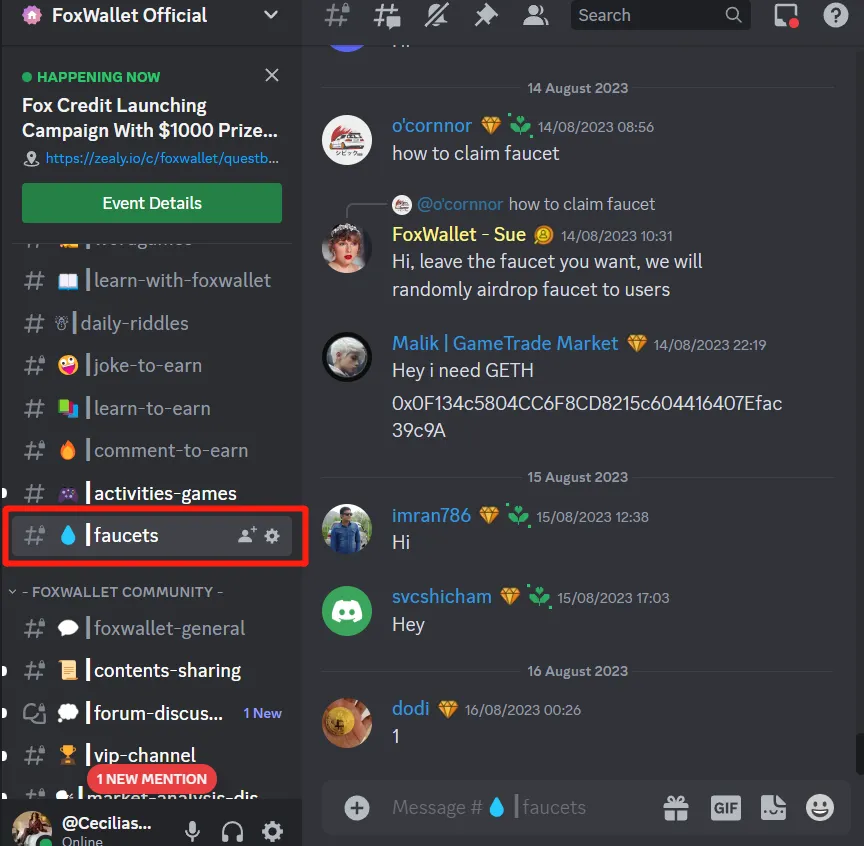 FoxWallet Official
Search
HAPPENING NOW
Fox Credit Launching
Campaign With $1000 Prize...
https://zealy.io/c/foxwallet/questb...
Event Details
learn-with-foxwallet
daily-riddles
joke-to-earn
learn-to-earn
comment-to-earn
activities-games
faucets
- FOXWALLET COMMUNITY -
foxwallet-general
contents-sharing
forum-discus... 1 New
vip-channel
1 NEW MENTION
market-analysis-dis
@Cecilias...
Online
14 August 2023
o'cornnor 14/08/2023 08:56
how to claim faucet
@o'cornnor how to claim faucet
FoxWallet - Sue 14/08/2023 10:31
Hi, leave the faucet you want, we will
randomly airdrop faucet to users
Malik | GameTrade Market 14/08/2023 22:19
Hey i need GETH
0x0F134c5804CC6F8CD8215c604416407Efac
39c9A
15 August 2023
imran786 15/08/2023 12:38
Hi
svcshicham 15/08/2023 17:03
Hey
16 August 2023
dodi 16/08/2023 00:26
1
Message # faucets
GIF